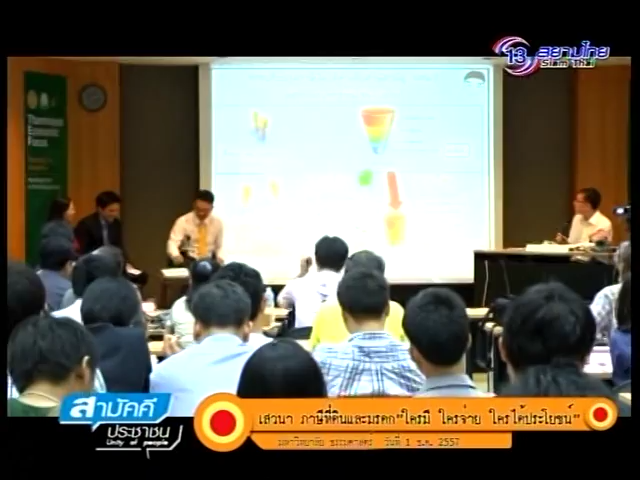 13 สยามไทย
Siam Thai
Thammasat
Economic
Focus
สามัคคี
ประชาชน
Unity of people
เสวนา ภาษีที่ดินและมรดก"ใครมี ใครจ่าย ใครได้ประโยชน์"
มหาวิทยาลัย ธรรมศาสตร์ วันที่ 1 ธ.ค. 2557